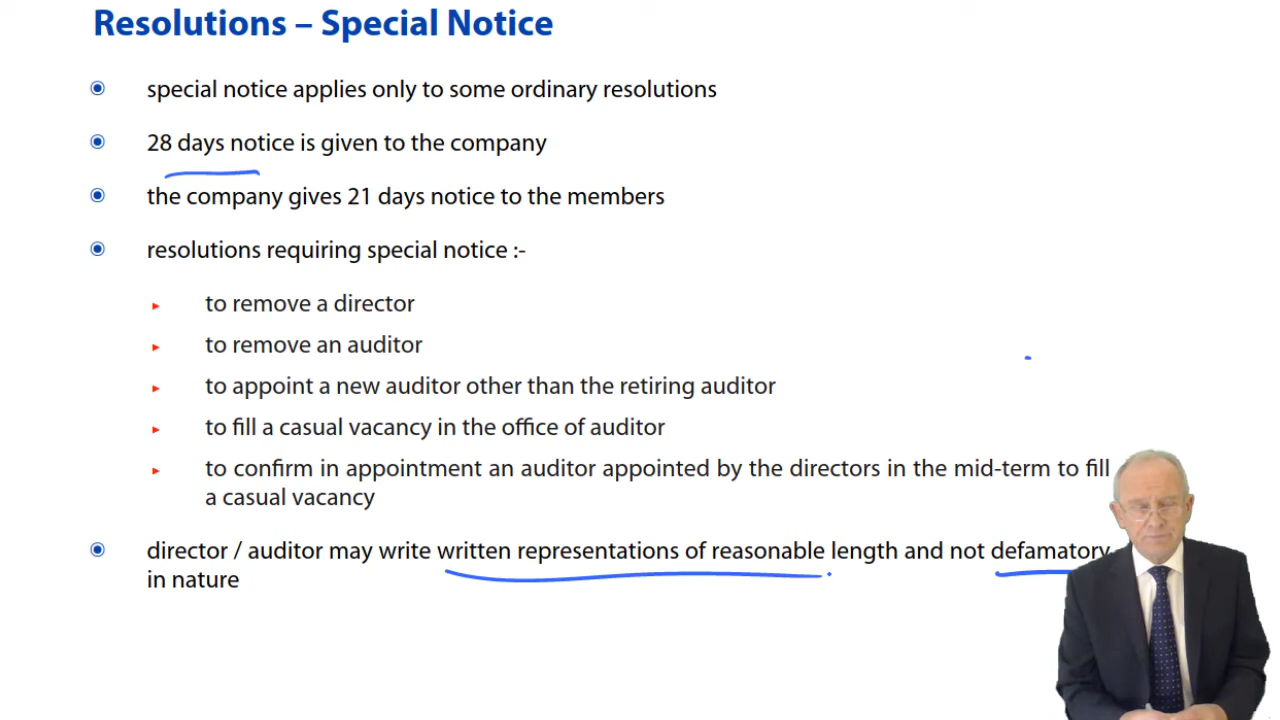 Resolutions – Special Notice
special notice applies only to some ordinary resolutions
28 days notice is given to the company
the company gives 21 days notice to the members
resolutions requiring special notice :-
to remove a director
to remove an auditor
to appoint a new auditor other than the retiring auditor
to fill a casual vacancy in the office of auditor
to confirm in appointment an auditor appointed by the directors in the mid-term to fill
a casual vacancy
director / auditor may write written representations of reasonable length and not defamatory
in nature